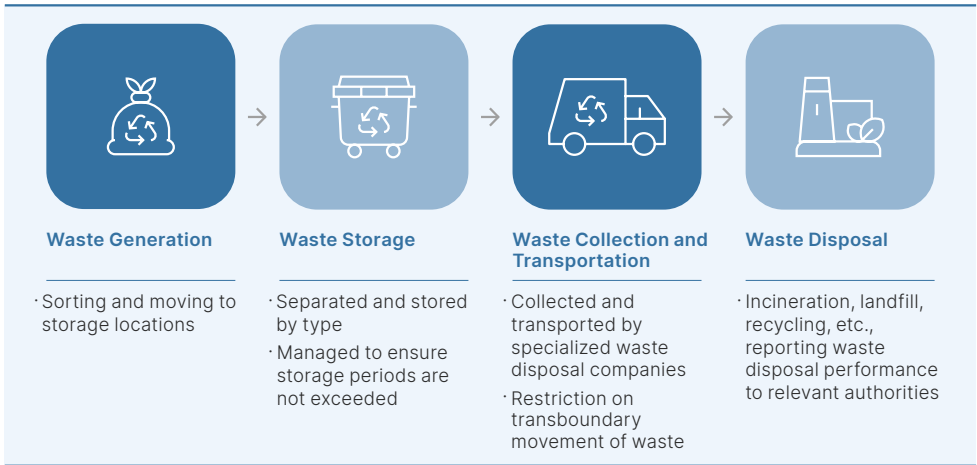 Waste Generation
· Sorting and moving to
storage locations
Waste Storage
· Separated and stored
by type
· Managed to ensure
storage periods are
not exceeded
Waste Collection and
Transportation
· Collected and
transported by
specialized waste
disposal companies
· Restriction on
transboundary
movement of waste
Waste Disposal
· Incineration, landfill,
recycling, etc.,
reporting waste
disposal performance
to relevant authorities